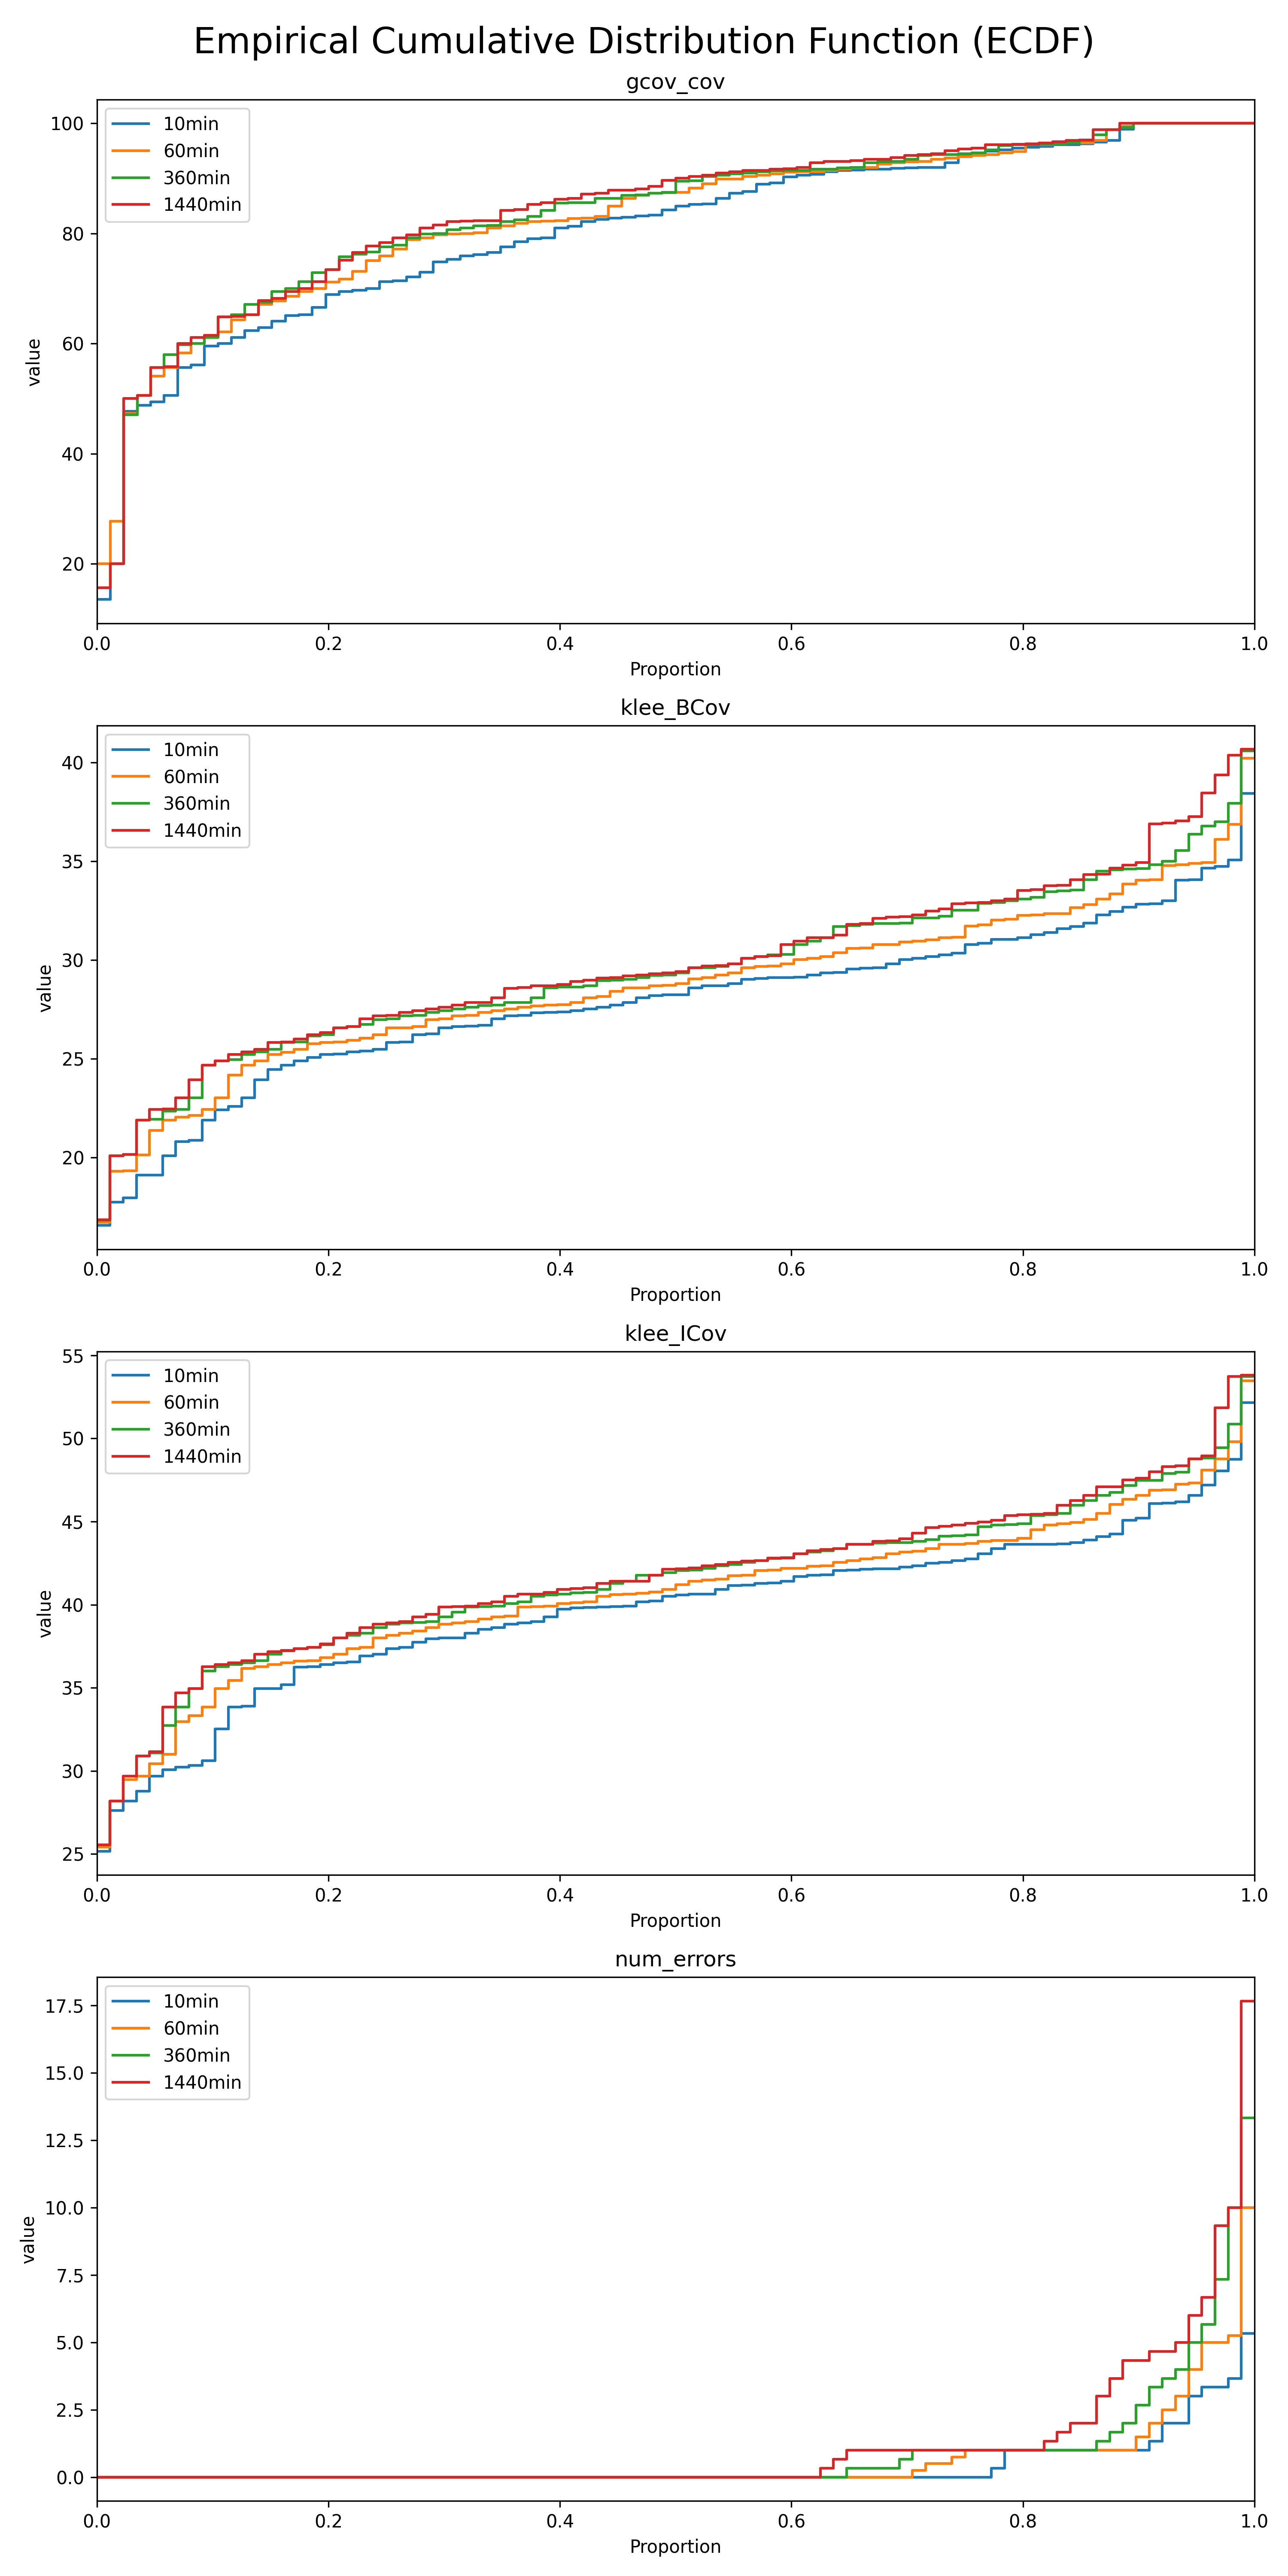 Empirical Cumulative Distribution Function (ECDF)
gcov_cov
10min
60min
360min
1440min
100
80
60
40
20
value
0.0 0.2 0.4 0.6 0.8 1.0
Proportion
klee_BCov
10min
60min
360min
1440min
40
35
30
25
20
value
0.0 0.2 0.4 0.6 0.8 1.0
Proportion
klee_ICov
10min
60min
360min
1440min
55
50
45
40
35
30
25
value
0.0 0.2 0.4 0.6 0.8 1.0
Proportion
num_errors
10min
60min
360min
1440min
17.5
15.0
12.5
10.0
7.5
5.0
2.5
0.0
value
0.0 0.2 0.4 0.6 0.8 1.0
Proportion